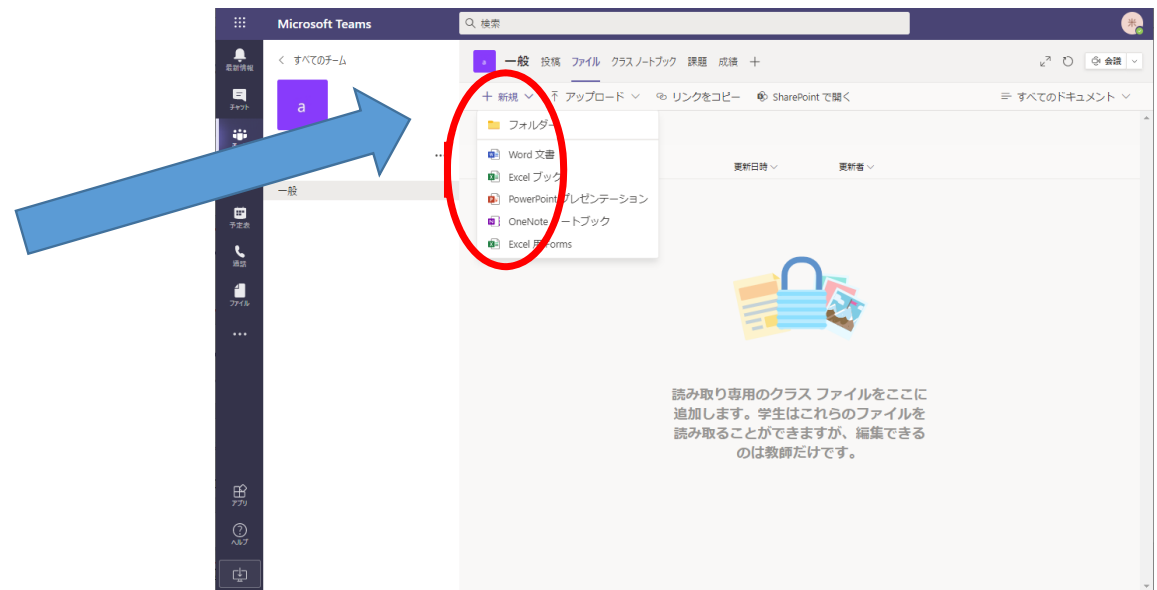 Microsoft Teams
検索
米
最新情報
チャット
予定表
通話
ファイル
アプリ
ヘルプ
すべてのチーム
a
一般
a
一般 投稿 ファイル クラス ノートブック 課題 成績
会議
新規 アップロード リンクをコピー SharePoint で開く
すべてのドキュメント
フォルダー
Word 文書
Excel ブック
PowerPoint プレゼンテーション
OneNote ートブック
Excel 用 Forms
更新日時 更新者
読み取り専用のクラス ファイルをここに
追加します。学生はこれらのファイルを
読み取ることができますが、編集できる
のは教師だけです。